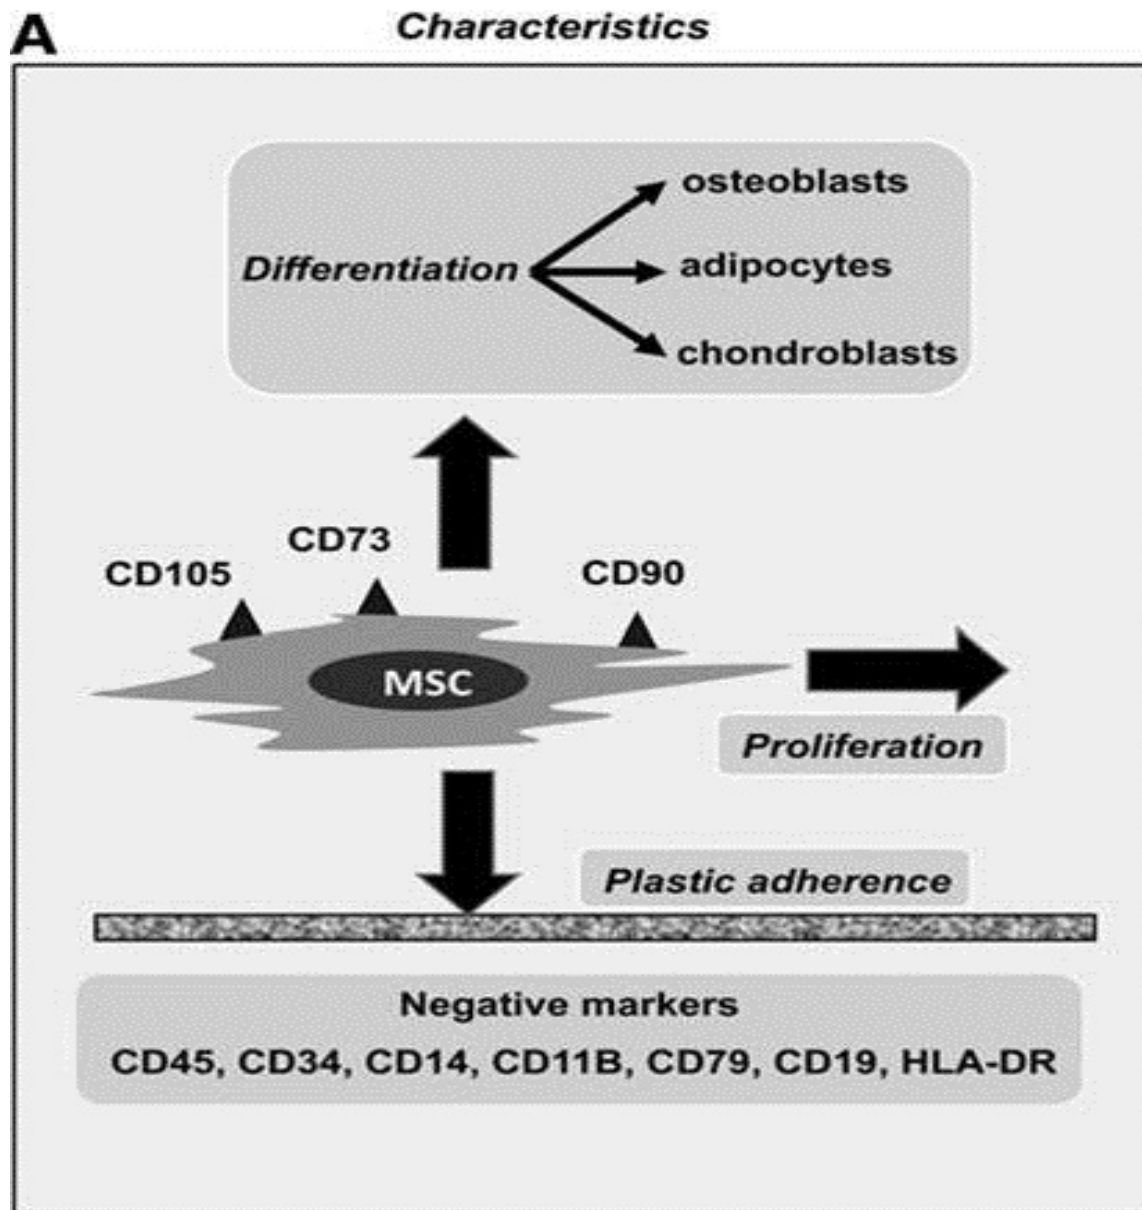 A
Characteristics
osteoblasts
Differentiation
adipocytes
chondroblasts
CD73
CD105
CD90
MSC
Proliferation
Plastic adherence
Negative markers
CD45, CD34, CD14, CD11B, CD79, CD19, HLA-DR